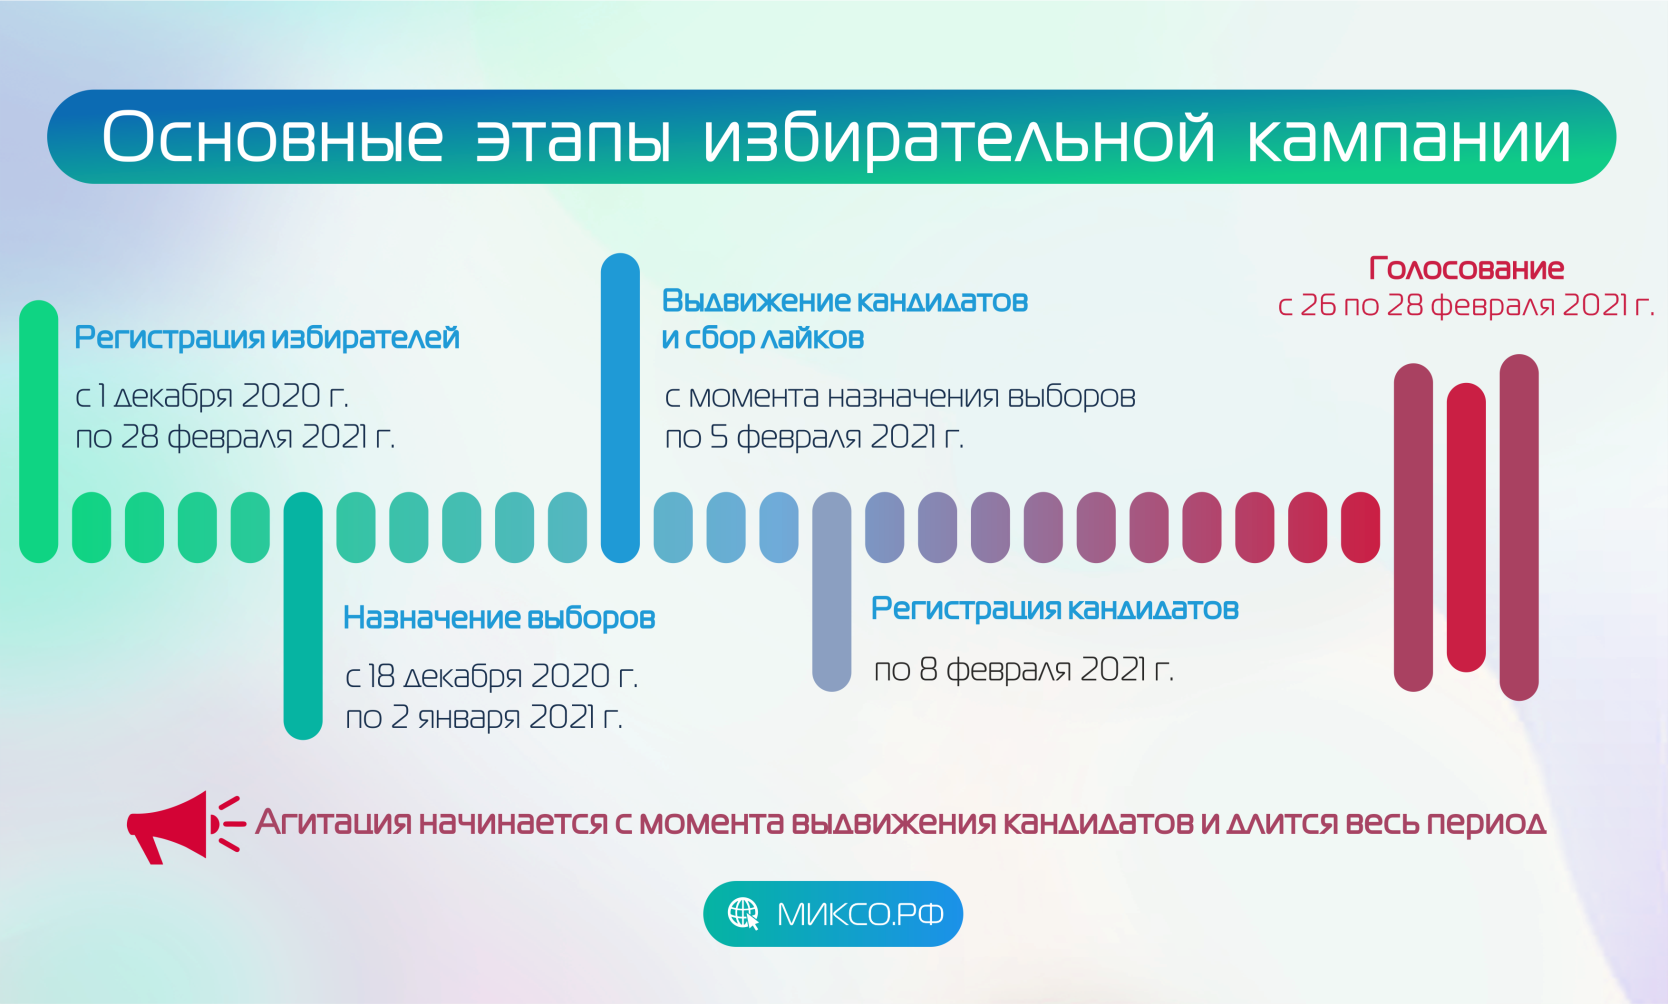 Основные этапы избирательной кампании
Регистрация избирателей
с 1 декабря 2020 г.
по 28 февраля 2021 г.
Назначение выборов
с 18 декабря 2020 г.
по 2 января 2021 г.
Выдвижение кандидатов
и сбор лайков
с момента назначения выборов
по 5 февраля 2021 г.
Регистрация кандидатов
по 8 февраля 2021 г.
Голосование
с 26 по 28 февраля 2021 г.
Агитация начинается с момента выдвижения кандидатов и длится весь период
МИКСО.РФ